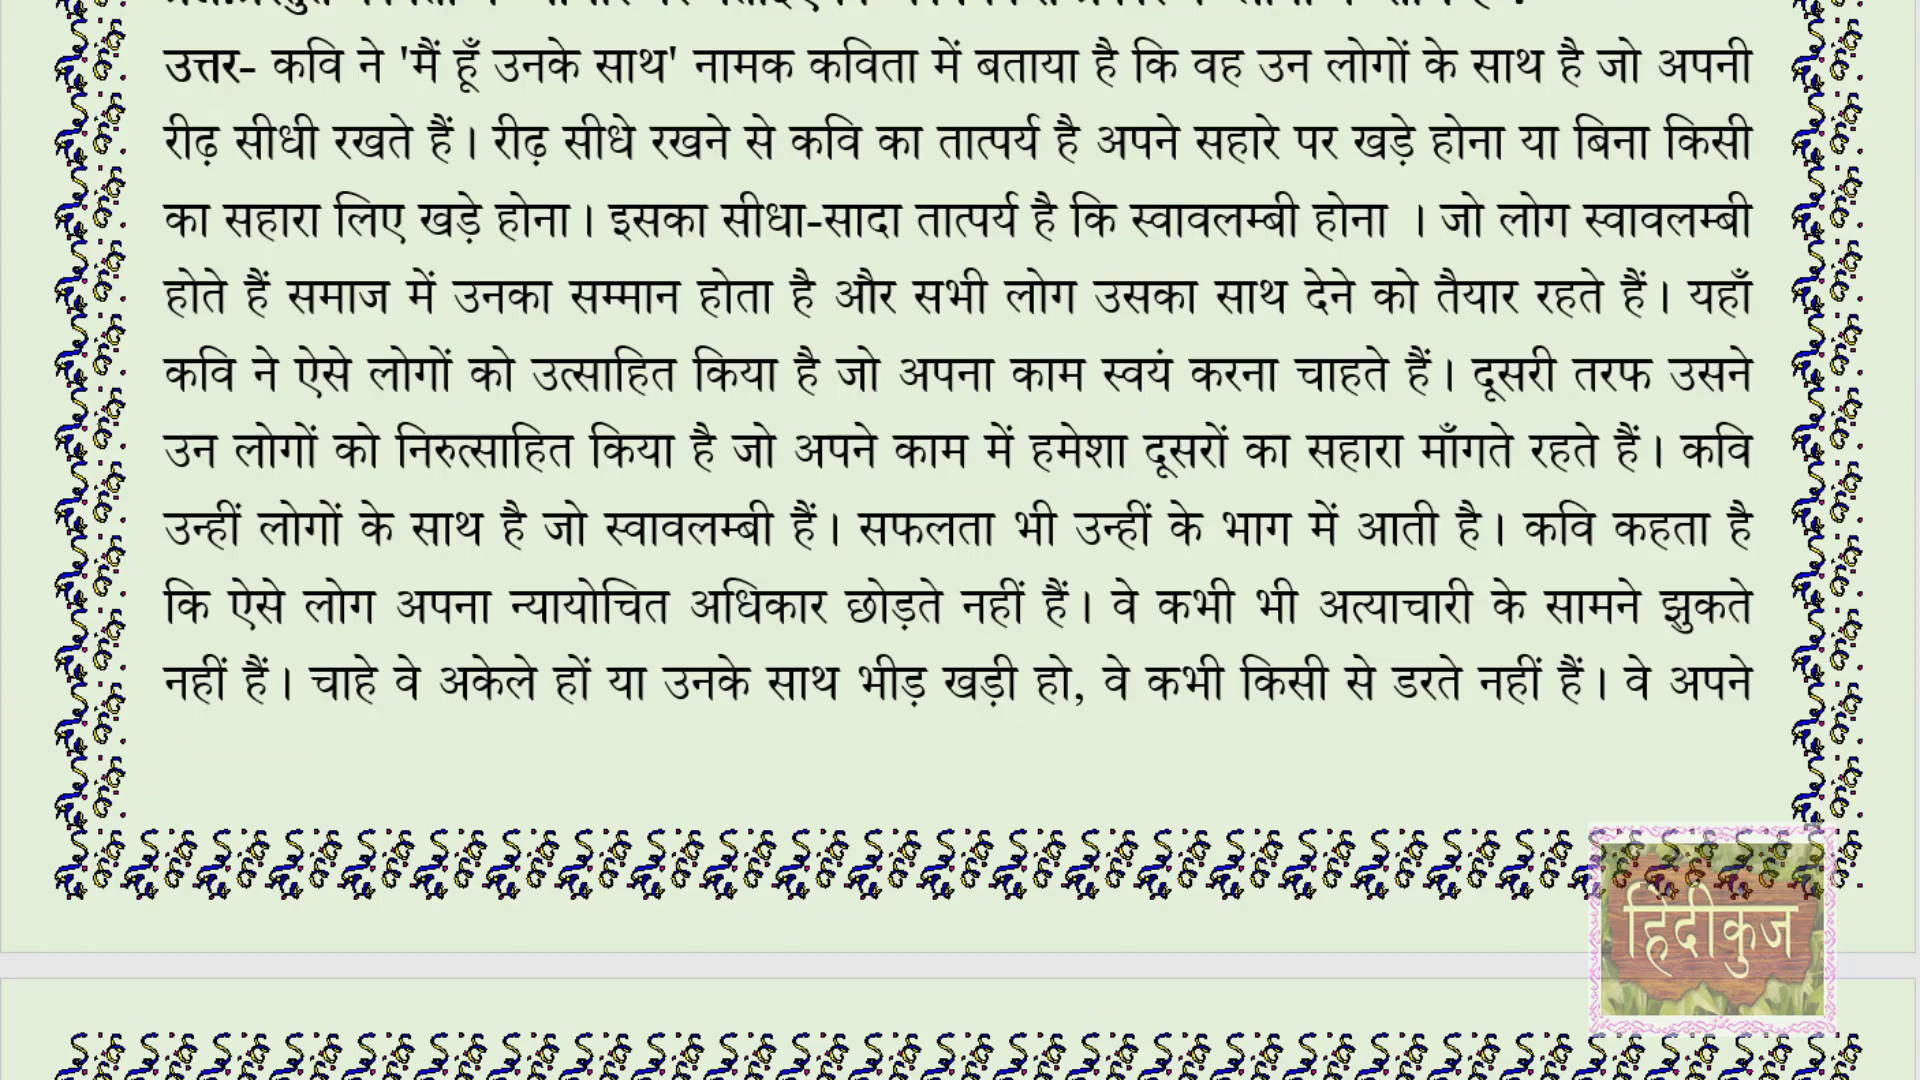 उत्तर- कवि ने 'मैं हूँ उनके साथ' नामक कविता में बताया है कि वह उन लोगों के साथ है जो अपनी
रीढ़ सीधी रखते हैं। रीढ़ सीधे रखने से कवि का तात्पर्य है अपने सहारे पर खड़े होना या बिना किसी
का सहारा लिए खड़े होना। इसका सीधा-सादा तात्पर्य है कि स्वावलम्बी होना । जो लोग स्वावलम्बी
होते हैं समाज में उनका सम्मान होता है और सभी लोग उसका साथ देने को तैयार रहते हैं। यहाँ
कवि ने ऐसे लोगों को उत्साहित किया है जो अपना काम स्वयं करना चाहते हैं। दूसरी तरफ उसने
उन लोगों को निरुत्साहित किया है जो अपने काम में हमेशा दूसरों का सहारा माँगते रहते हैं। कवि
उन्हीं लोगों के साथ है जो स्वावलम्बी हैं। सफलता भी उन्हीं के भाग में आती है। कवि कहता है
कि ऐसे लोग अपना न्यायोचित अधिकार छोड़ते नहीं हैं। वे कभी भी अत्याचारी के सामने झुकते
नहीं हैं। चाहे वे अकेले हों या उनके साथ भीड़ खड़ी हो, वे कभी किसी से डरते नहीं हैं। वे अपने
हिंदीकुंज